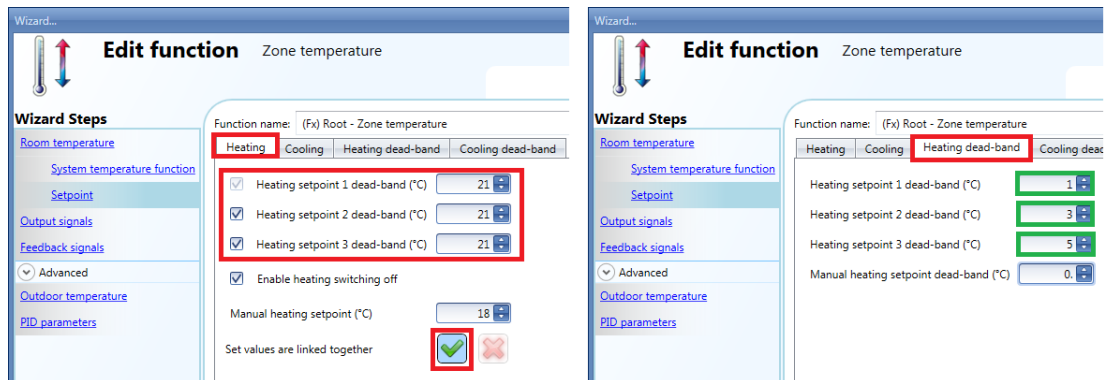 Wizard...
Edit function Zone temperature
Wizard Steps
Room temperature
System temperature function
Setpoint
Output signals
Feedback signals
Advanced
Outdoor temperature
PID parameters
Function name: (Fx) Root - Zone temperature
Heating Cooling Heating dead-band Cooling dead-band
Heating setpoint 1 dead-band (°C) 21
Heating setpoint 2 dead-band (°C) 21
Heating setpoint 3 dead-band (°C) 21
Enable heating switching off
Manual heating setpoint (°C) 18
Set values are linked together
Wizard...
Edit function Zone temperature
Wizard Steps
Room temperature
System temperature function
Setpoint
Output signals
Feedback signals
Advanced
Outdoor temperature
PID parameters
Function name: (Fx) Root - Zone temperature
Heating Cooling Heating dead-band Cooling dead
Heating setpoint 1 dead-band (°C) 1
Heating setpoint 2 dead-band (°C) 3
Heating setpoint 3 dead-band (°C) 5
Manual heating setpoint dead-band (°C) 0.